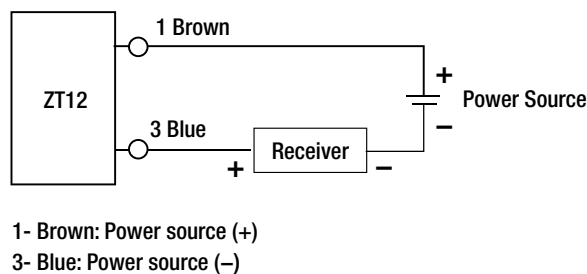 1 Brown
+
ZT12
Power Source
–
3 Blue
Receiver
+
–
1- Brown: Power source (+)
3- Blue: Power source (–)